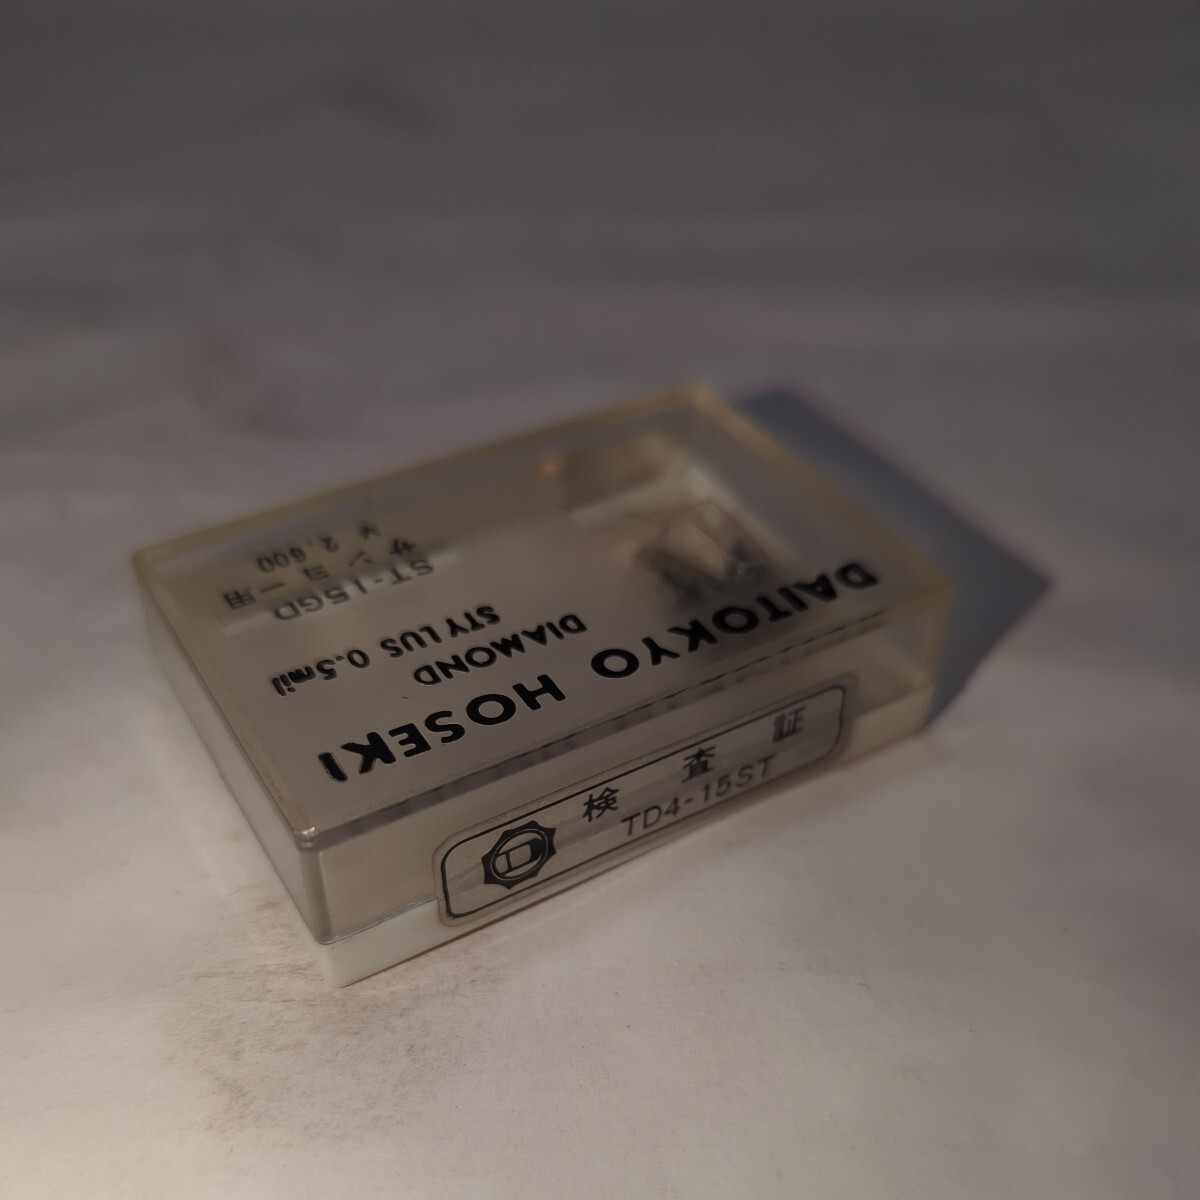 DAITOKYO HOSEKI
DIAMOND
STYLUS 0.5mil
ST-15GD
サンヨー用
¥ 2,600
検査証
TD4-15ST